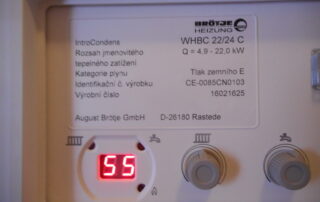 BRÖTJE
HEIZUNG
IntroCondens WHBC 22/24 C
Rozsah jmenovitého Q = 4,9 - 22,0 kW
tepelného zatížení
Kategorie plynu Tlak zemního E
Identifikační č. výrobku CE-0085CN0103
Výrobní číslo 16021625
August Brötje GmbH D-26180 Rastede
55